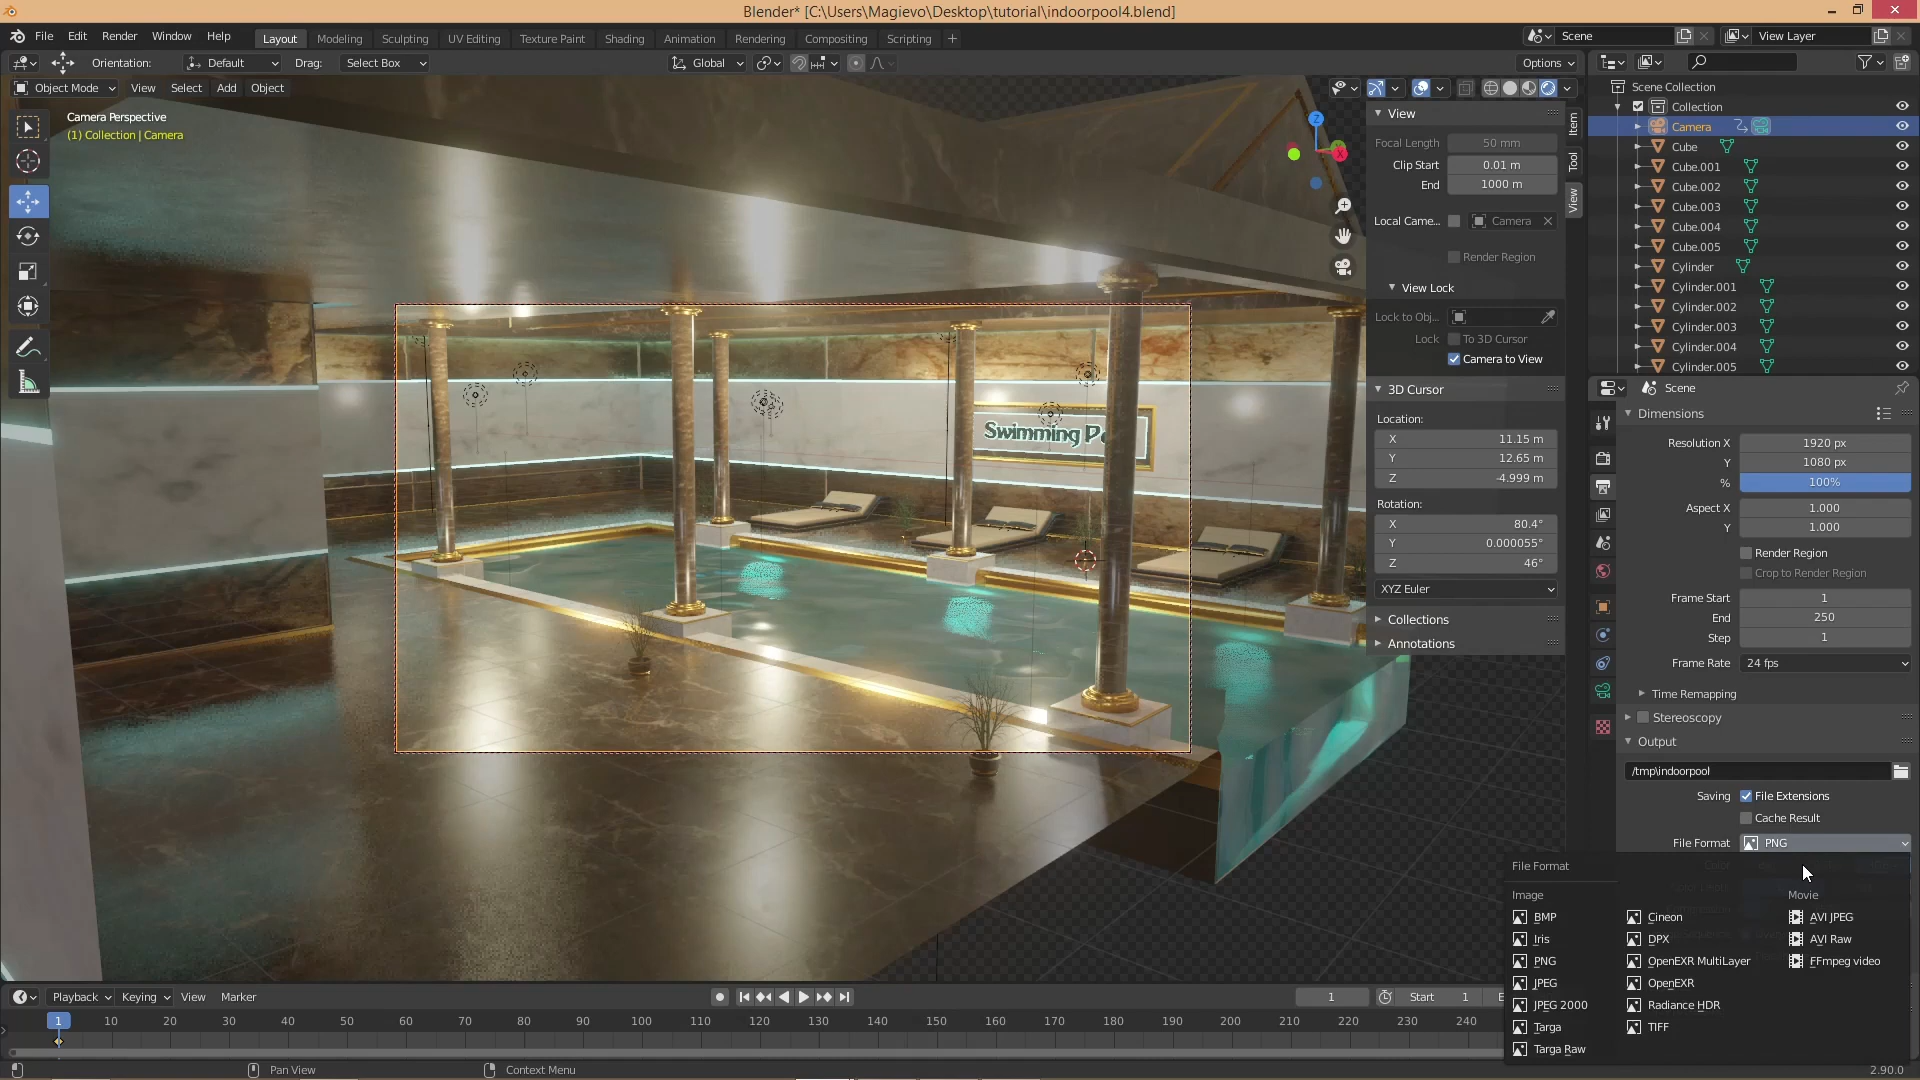 Blender* [C:\Users\Magievo\Desktop\tutorial\indoorpool4.blend]
File Edit Render Window Help
Layout Modeling Sculpting UV Editing Texture Paint Shading Animation Rendering Compositing Scripting +
Scene
View Layer
Orientation: Default Drag: Select Box
Global
Options
Object Mode View Select Add Object
Camera Perspective
(1) Collection | Camera
Z
X
Swimming P
View
Focal Length 50 mm
Clip Start 0.01 m
End 1000 m
Local Came... Camera
Render Region
View Lock
Lock to Obj...
Lock To 3D Cursor
Camera to View
3D Cursor
Location:
X 11.15 m
Y 12.65 m
Z -4.999 m
Rotation:
X 80.4°
Y 0.000055°
Z 46°
XYZ Euler
Collections
Annotations
Item
Tool
View
Scene Collection
Collection
Camera
Cube
Cube.001
Cube.002
Cube.003
Cube.004
Cube.005
Cylinder
Cylinder.001
Cylinder.002
Cylinder.003
Cylinder.004
Cylinder.005
Scene
Dimensions
Resolution X 1920 px
Y 1080 px
% 100%
Aspect X 1.000
Y 1.000
Render Region
Crop to Render Region
Frame Start 1
End 250
Step 1
Frame Rate 24 fps
Time Remapping
Stereoscopy
Output
/tmp\indoorpool
Saving File Extensions
Cache Result
File Format PNG
File Format
Image
BMP
Iris
PNG
JPEG
JPEG 2000
Targa
Targa Raw
Cineon
DPX
OpenEXR MultiLayer
OpenEXR
Radiance HDR
TIFF
Movie
AVI JPEG
AVI Raw
FFmpeg video
Playback Keying View Marker
1
Start 1
1 10 20 30 40 50 60 70 80 90 100 110 120 130 140 150 160 170 180 190 200 210 220 230 240
Pan View
Context Menu
2.90.0